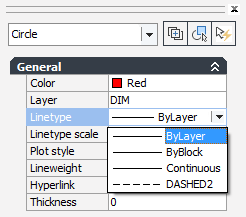 Circle
General
Color Red
Layer DIM
Linetype ByLayer
Linetype scale ByLayer
Plot style ByBlock
Lineweight Continuous
Hyperlink DASHED2
Thickness 0